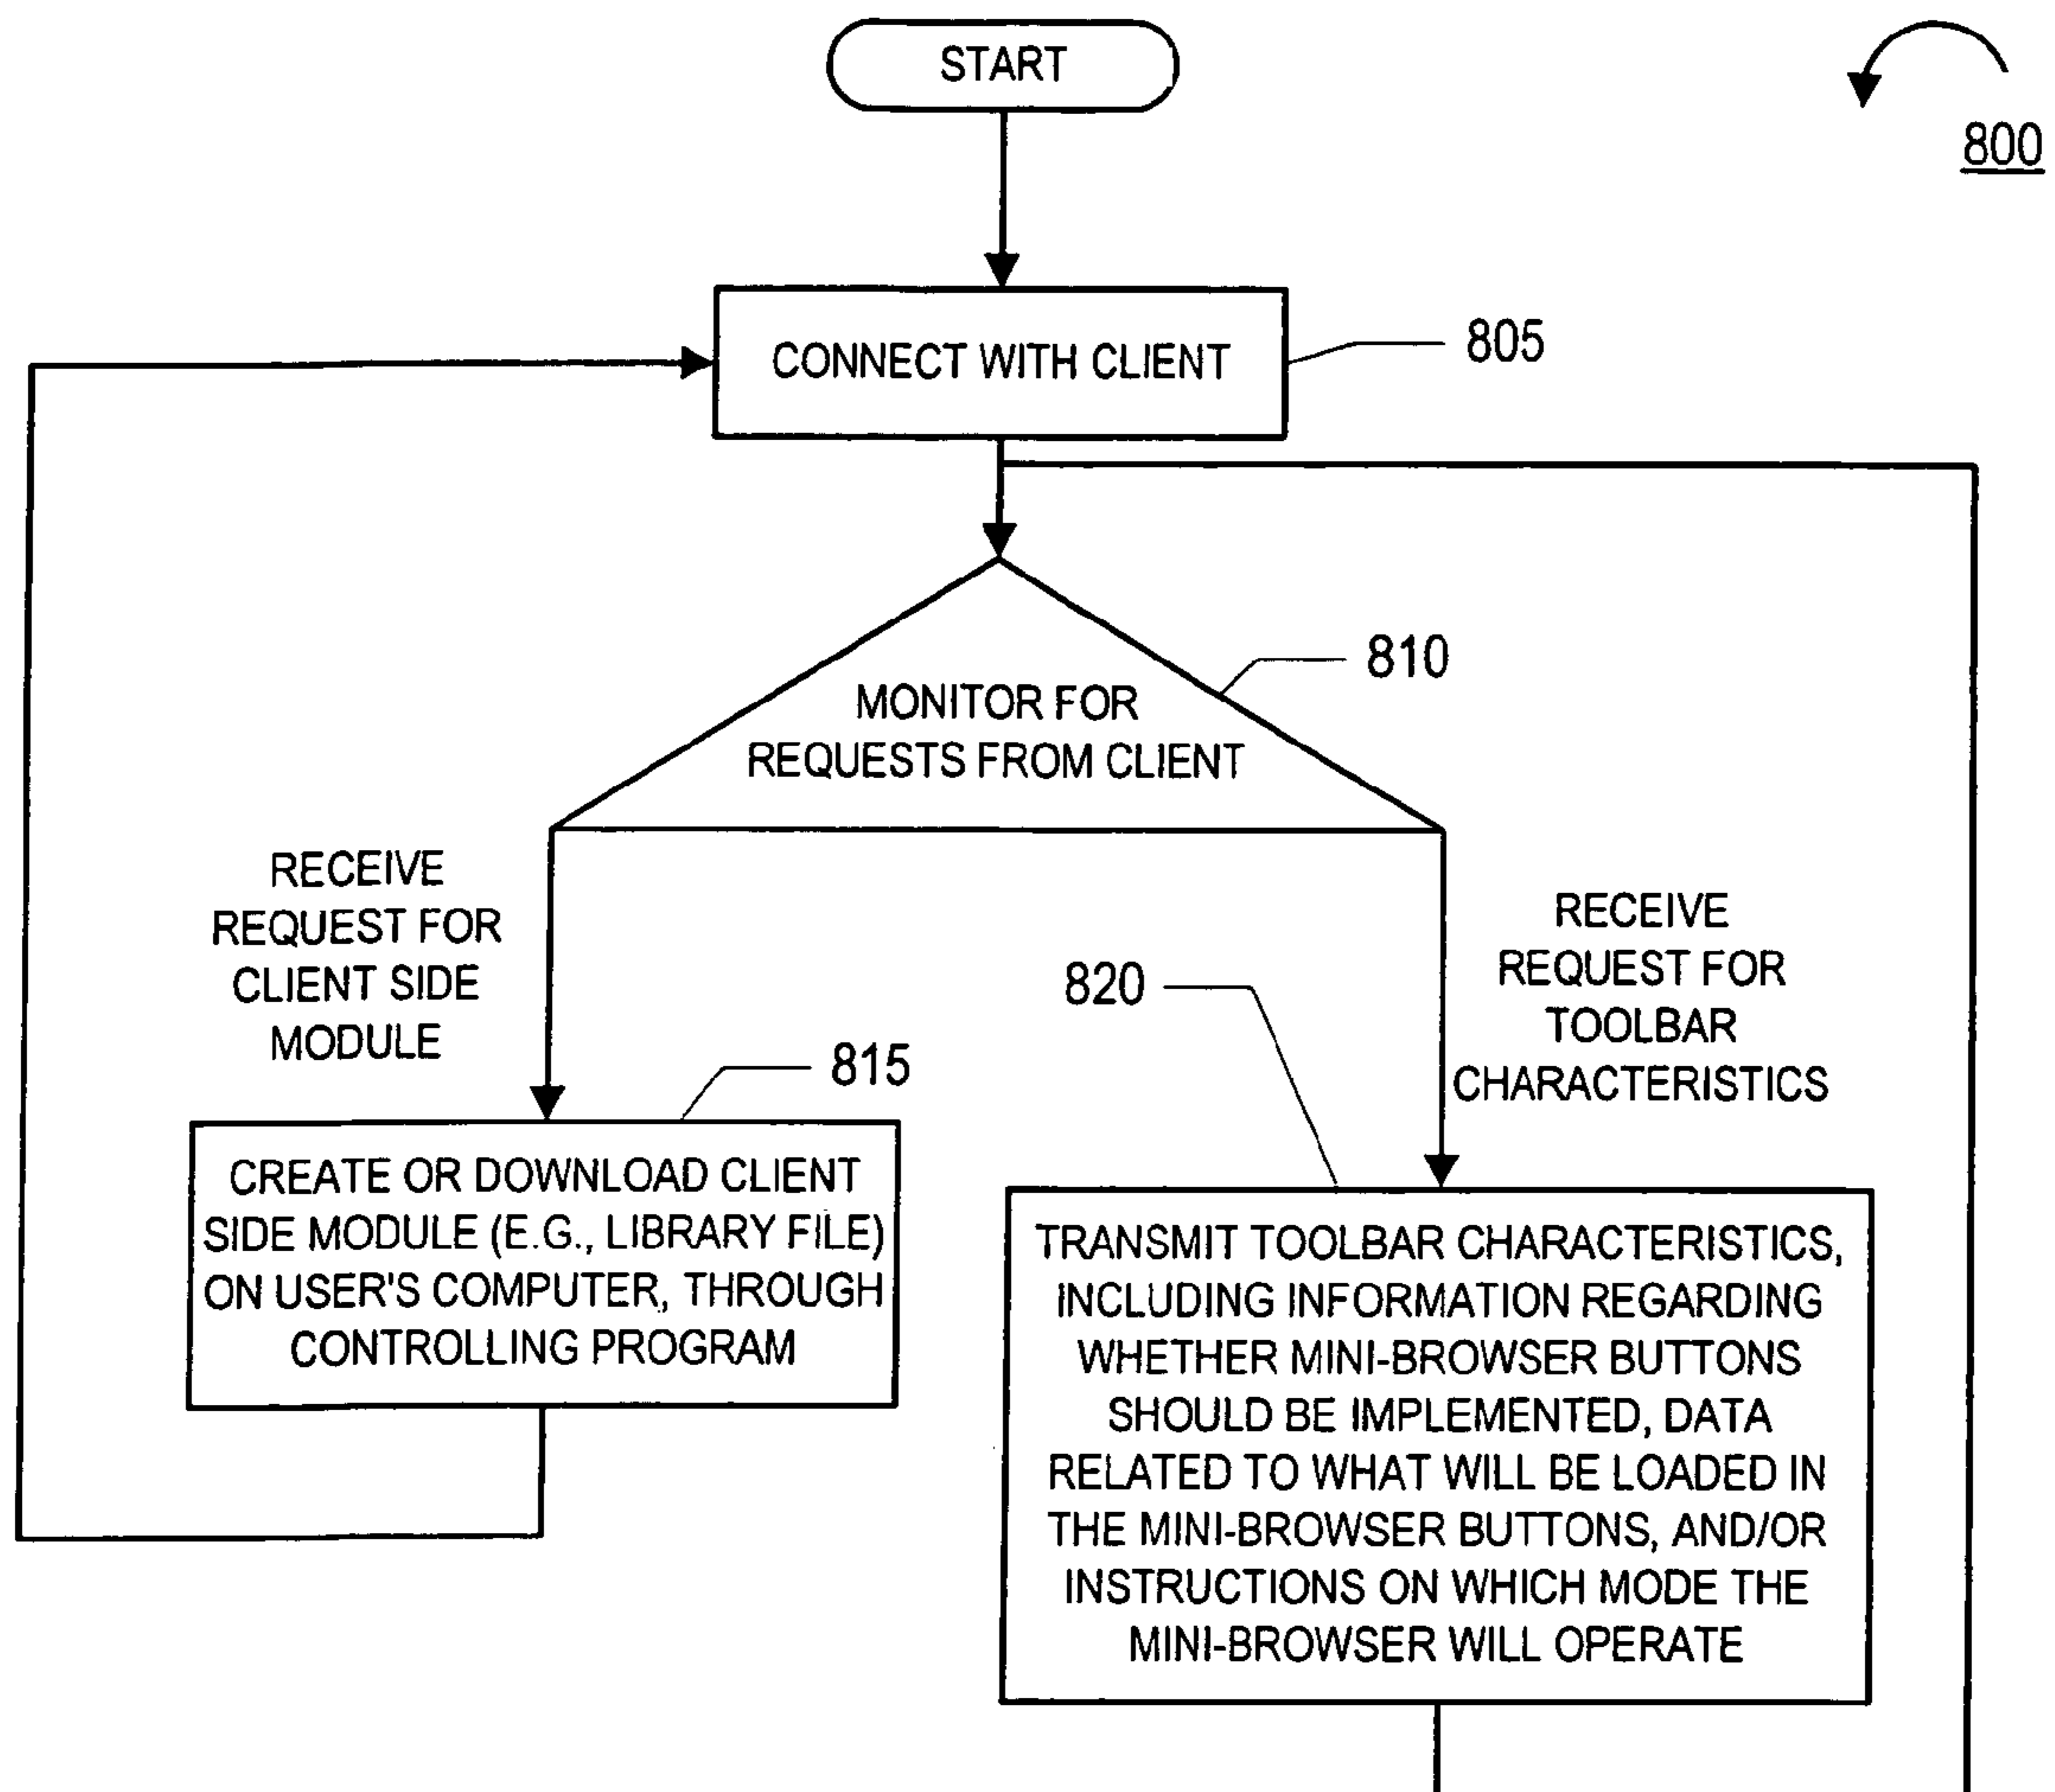 START
800
CONNECT WITH CLIENT
805
810
MONITOR FOR
REQUESTS FROM CLIENT
RECEIVE
REQUEST FOR
CLIENT SIDE
MODULE
RECEIVE
REQUEST FOR
TOOLBAR
CHARACTERISTICS
820
815
CREATE OR DOWNLOAD CLIENT
SIDE MODULE (E.G., LIBRARY FILE)
ON USER'S COMPUTER, THROUGH
CONTROLLING PROGRAM
TRANSMIT TOOLBAR CHARACTERISTICS,
INCLUDING INFORMATION REGARDING
WHETHER MINI-BROWSER BUTTONS
SHOULD BE IMPLEMENTED, DATA
RELATED TO WHAT WILL BE LOADED IN
THE MINI-BROWSER BUTTONS, AND/OR
INSTRUCTIONS ON WHICH MODE THE
MINI-BROWSER WILL OPERATE